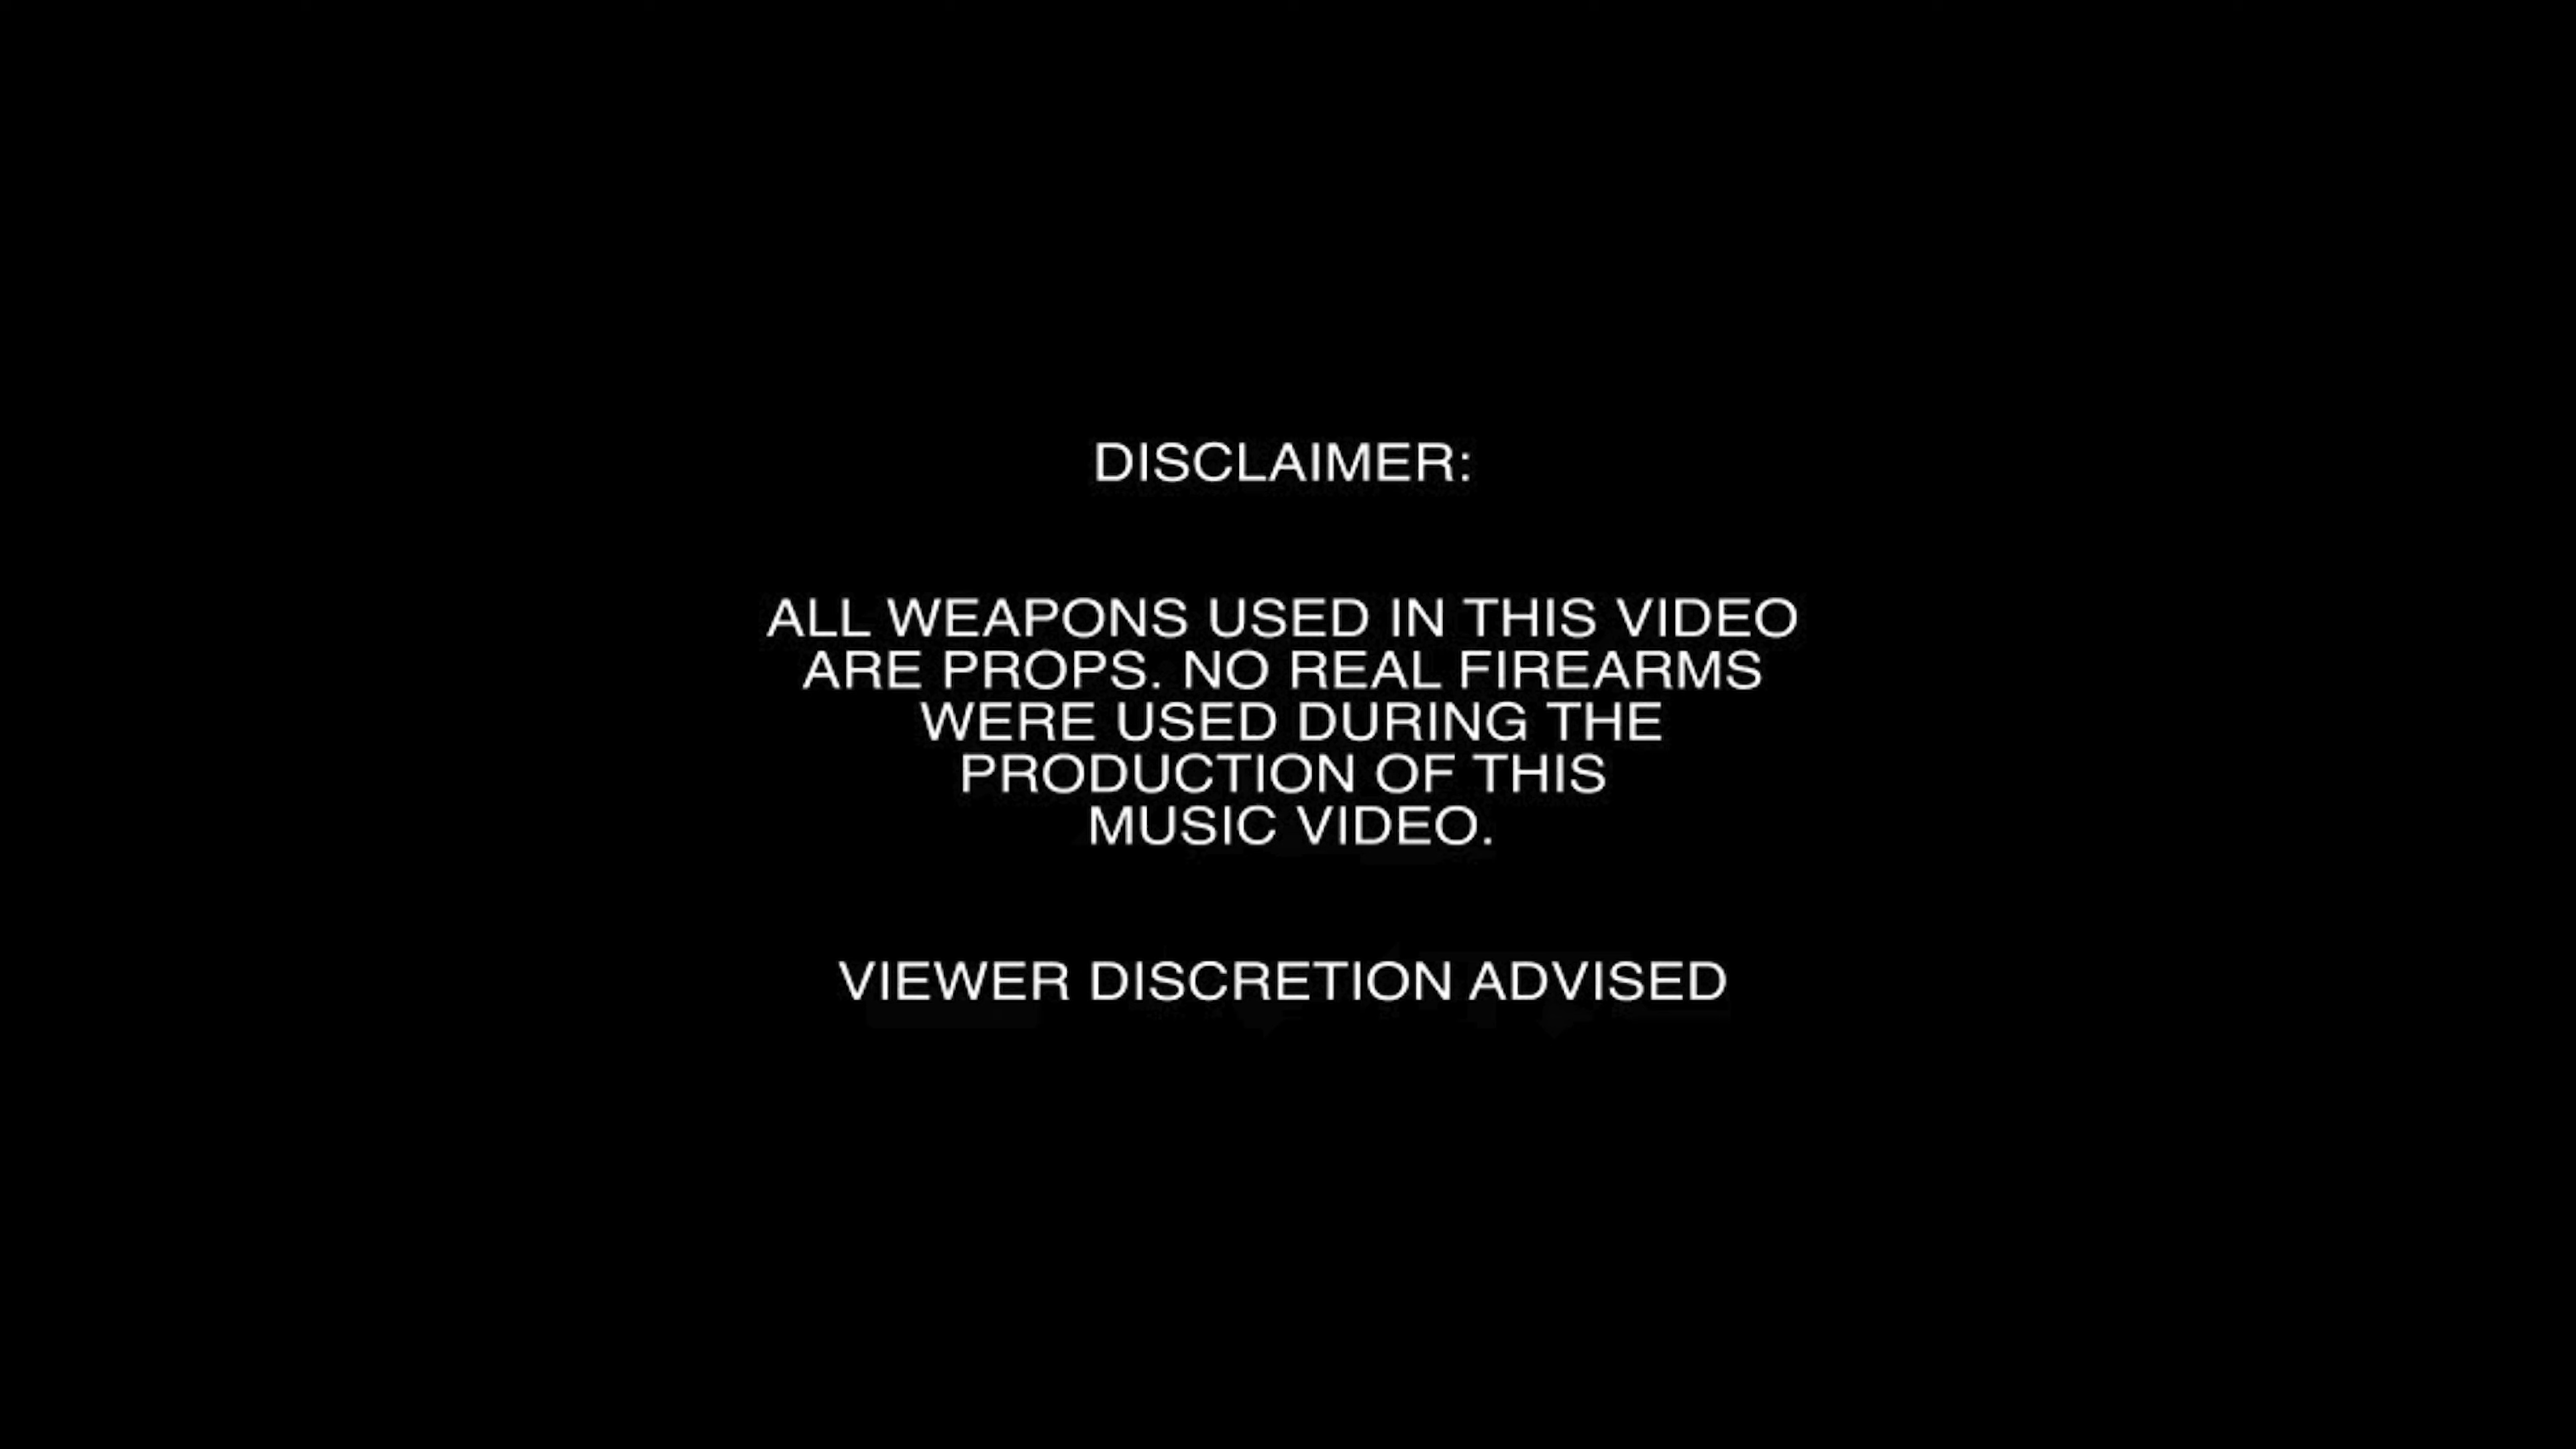 DISCLAIMER:
ALL WEAPONS USED IN THIS VIDEO
ARE PROPS. NO REAL FIREARMS
WERE USED DURING THE
PRODUCTION OF THIS
MUSIC VIDEO.
VIEWER DISCRETION ADVISED